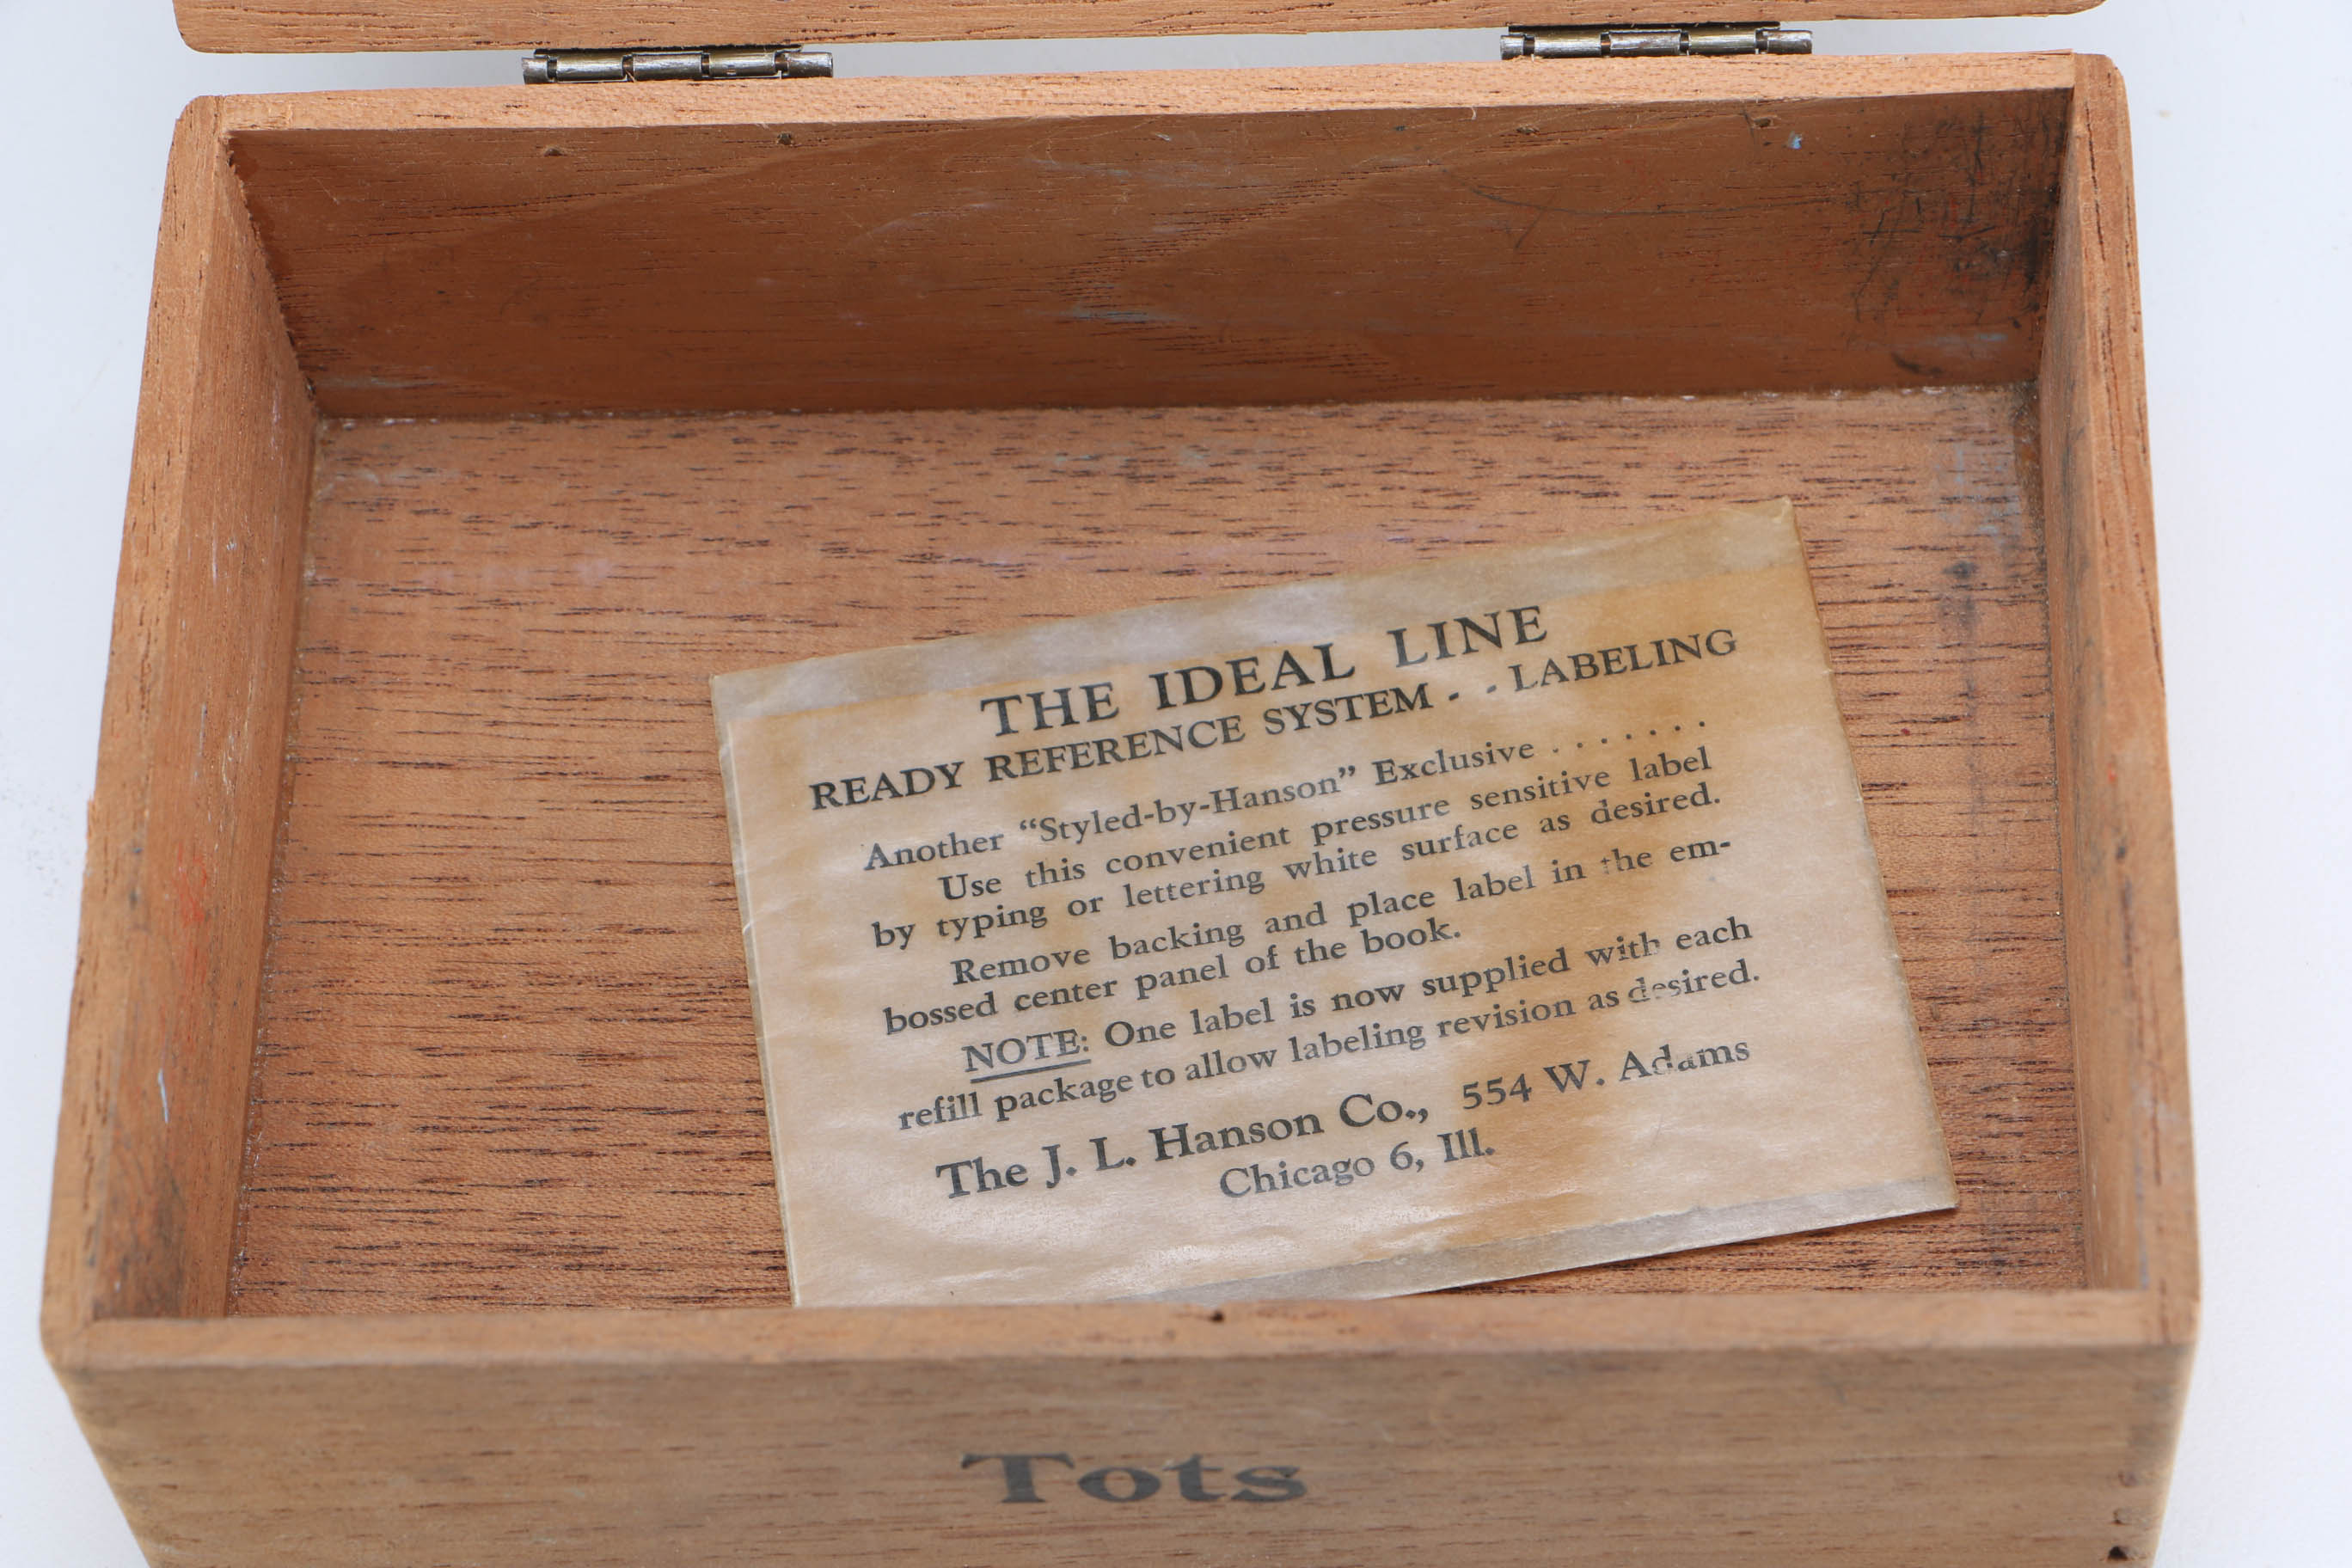 THE IDEAL LINE
READY REFERENCE SYSTEM - - LABELING
Another “Styled-by-Hanson” Exclusive . . . . . . .
Use this convenient pressure sensitive label
by typing or lettering white surface as desired.
Remove backing and place label in the em-
bossed center panel of the book.
NOTE: One label is now supplied with each
refill package to allow labeling revision as desired.
The J. L. Hanson Co., 554 W. Adams
Chicago 6, Ill.
Tots